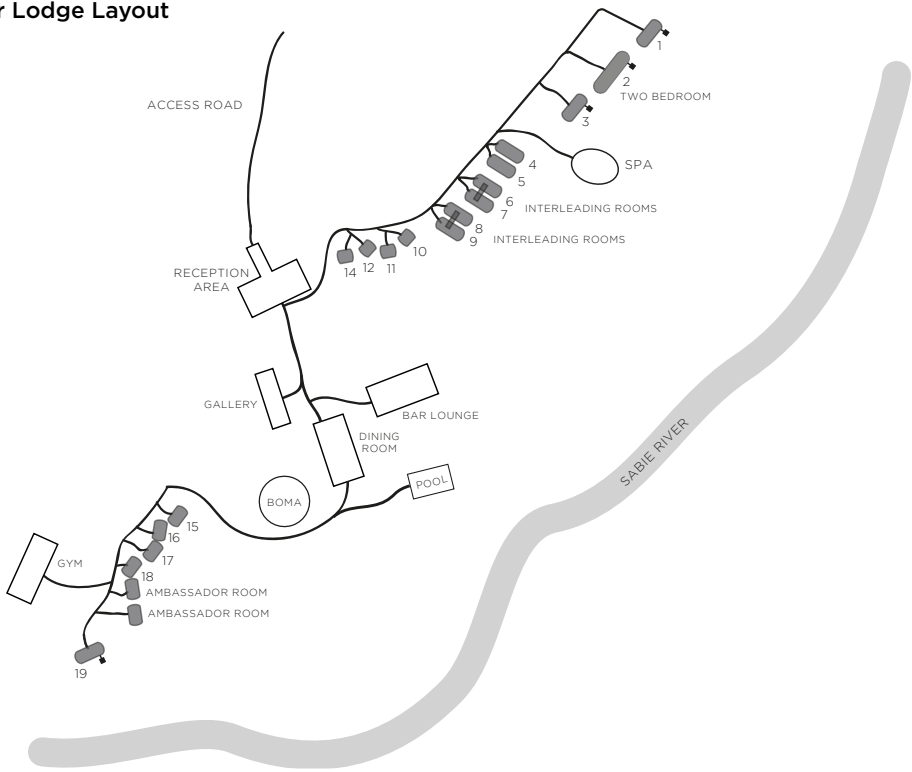 r Lodge Layout
ACCESS ROAD
1
2
TWO BEDROOM
3
4
SPA
5
6
7
INTERLEADING ROOMS
8
9
INTERLEADING ROOMS
10
11
12
14
RECEPTION
AREA
GALLERY
BAR LOUNGE
DINING
ROOM
POOL
BOMA
SABIE RIVER
15
16
17
GYM
18
AMBASSADOR ROOM
AMBASSADOR ROOM
19